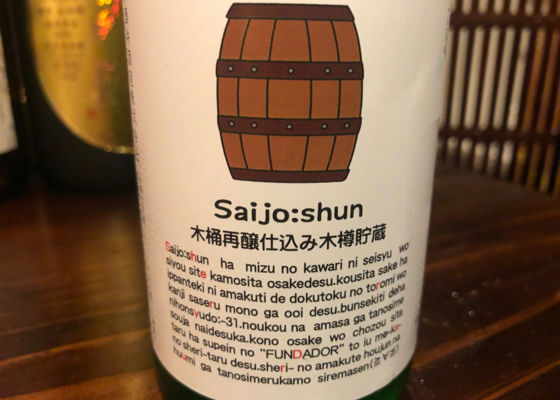 Saijo:shun
木桶再醸仕込み木樽貯蔵
Saijo:shun ha mizu no kawari ni seisyu wo
siyou site kamosita osakedesu.kousita sake ha
ippanteki ni amakuti de dokutoku no toromi wo
kanji saseru mono ga ooi desu.bunsekiti deha
nihonsyudo:-31.noukou na amasa ga tanosime
souja naidesuka.kono osake wo chozou sita
taru ha supein no "FUNDADOR" to iu me-kir-
no sheri-taru desu.sheri- no amakute houjun na
huumi ga tanosimerukamo siremasen